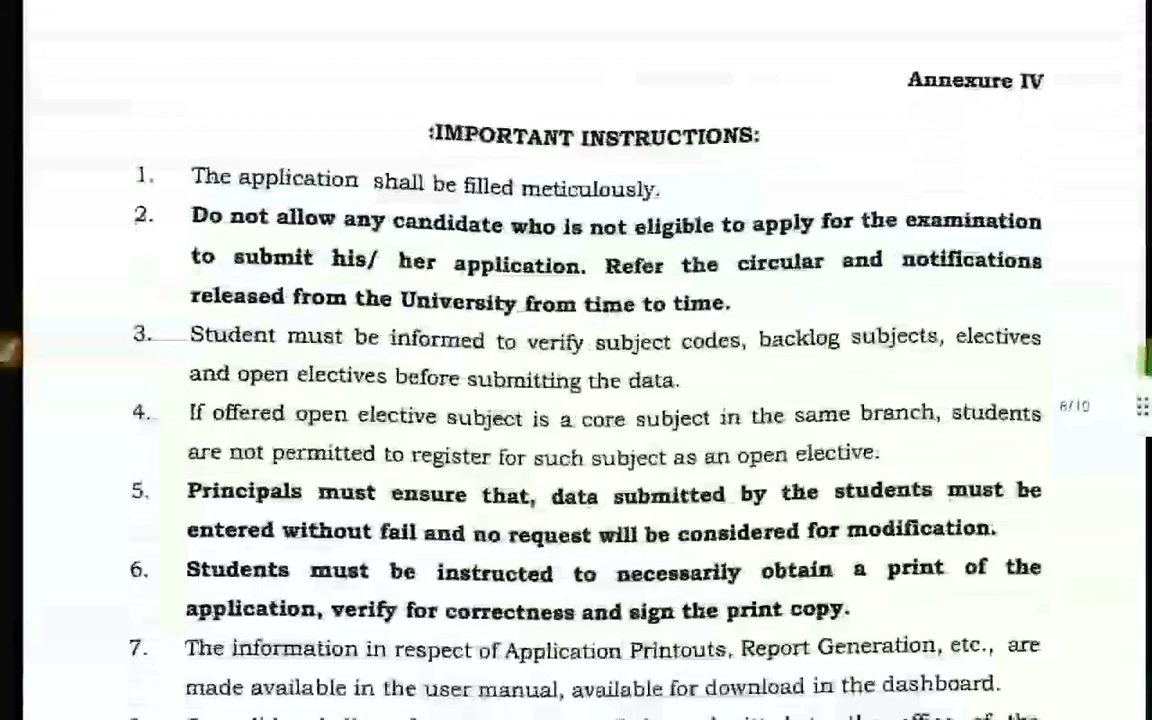 Annexure IV
:IMPORTANT INSTRUCTIONS:
1. The application shall be filled meticulously.
2. Do not allow any candidate who is not eligible to apply for the examination
to submit his/ her application. Refer the circular and notifications
released from the University from time to time.
3. Student must be informed to verify subject codes, backlog subjects, electives
and open electives before submitting the data.
4. If offered open elective subject is a core subject in the same branch, students
8/10
are not permitted to register for such subject as an open elective.
5. Principals must ensure that, data submitted by the students must be
entered without fail and no request will be considered for modification.
6. Students must be instructed to necessarily obtain a print of the
application, verify for correctness and sign the print copy.
7. The information in respect of Application Printouts, Report Generation, etc., are
made available in the user manual, available for download in the dashboard.